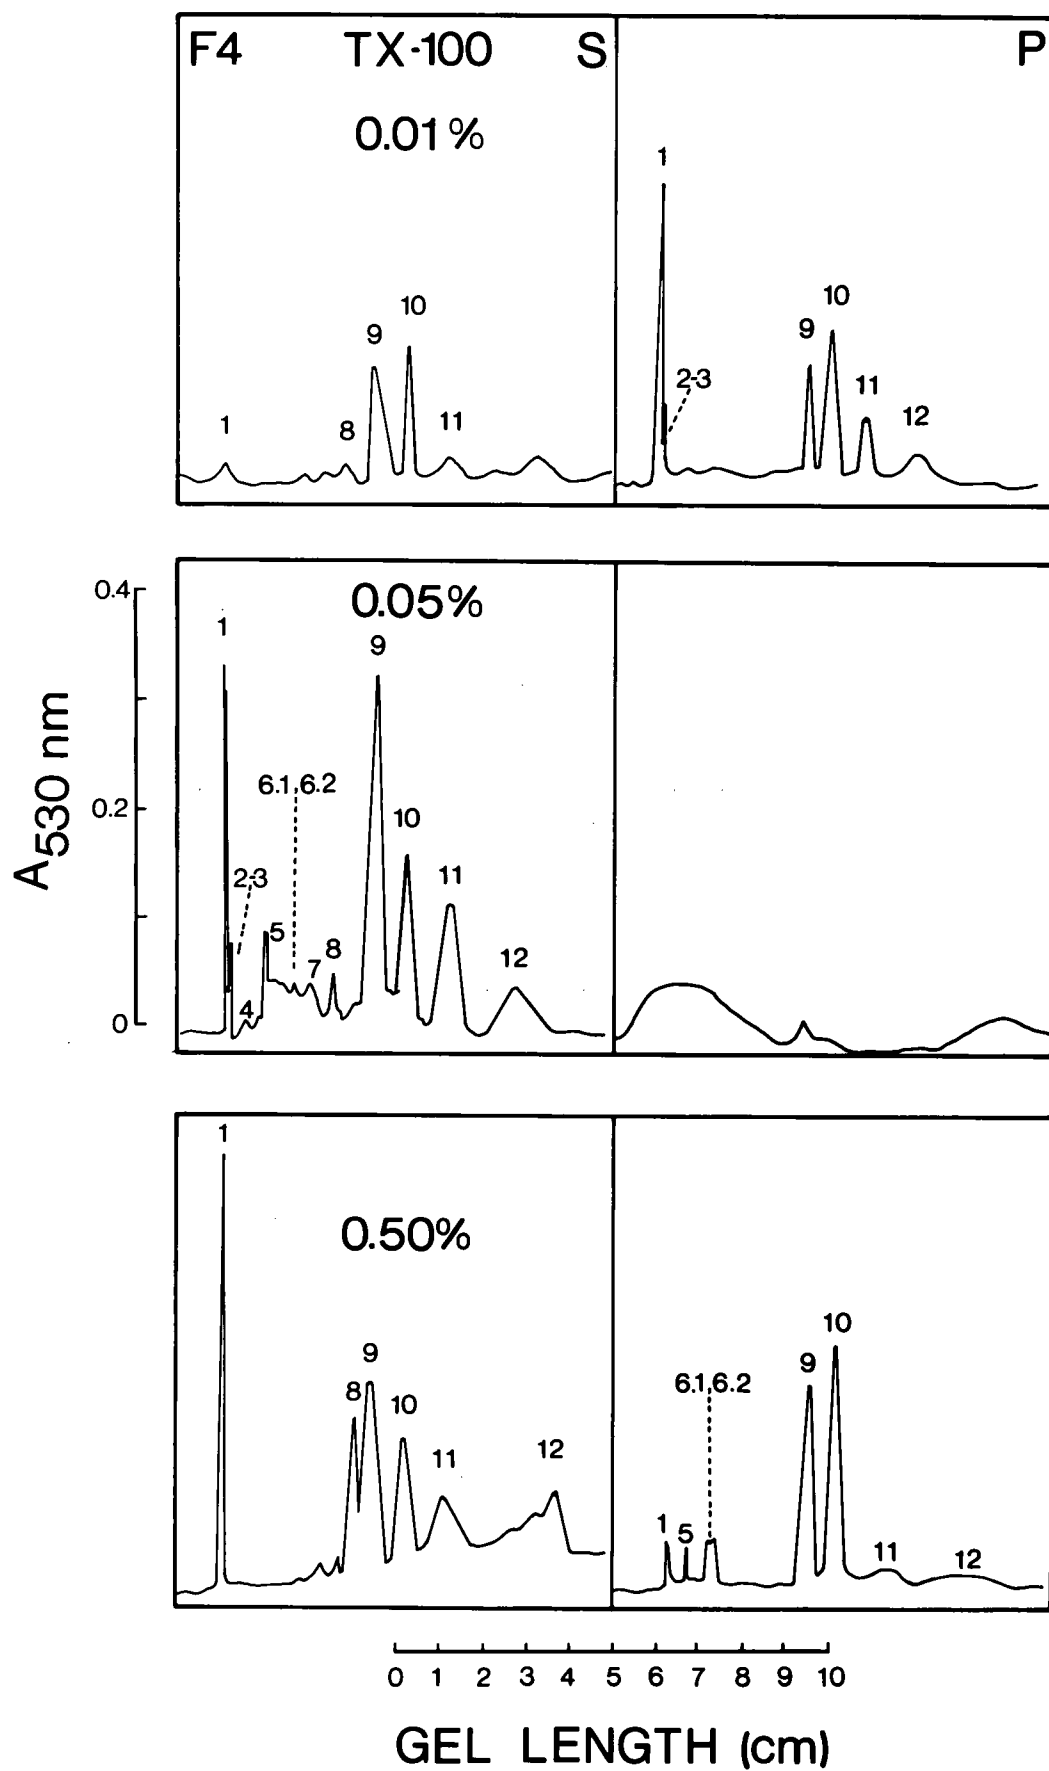 F4 TX-100 S P
0.01%
1 8 9 10 11
1 2-3 9 10 11 12
0.05%
0.4
0.2
0
A530 nm
1 2-3 4 5 6.1,6.2 7 8 9 10 11 12
0.50%
1 8 9 10 11 12
1 5 6.1,6.2 9 10 11 12
0 1 2 3 4 5 6 7 8 9 10
GEL LENGTH (cm)